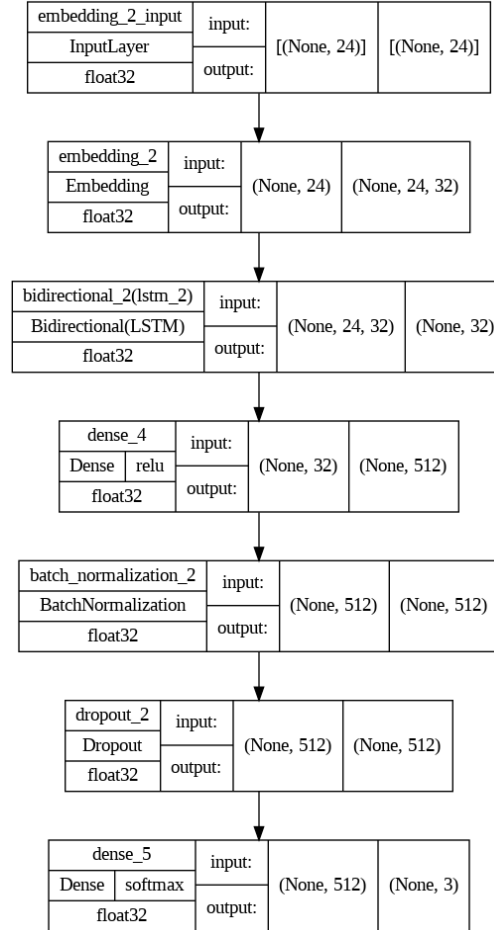 embedding_2_input input: [(None, 24)] [(None, 24)]
InputLayer
float32 output:
embedding_2 input: (None, 24) (None, 24, 32)
Embedding
float32 output:
bidirectional_2(lstm_2) input: (None, 24, 32) (None, 32)
Bidirectional(LSTM)
float32 output:
dense_4 input: (None, 32) (None, 512)
Dense relu
float32 output:
batch_normalization_2 input: (None, 512) (None, 512)
BatchNormalization
float32 output:
dropout_2 input: (None, 512) (None, 512)
Dropout
float32 output:
dense_5 input: (None, 512) (None, 3)
Dense softmax
float32 output: